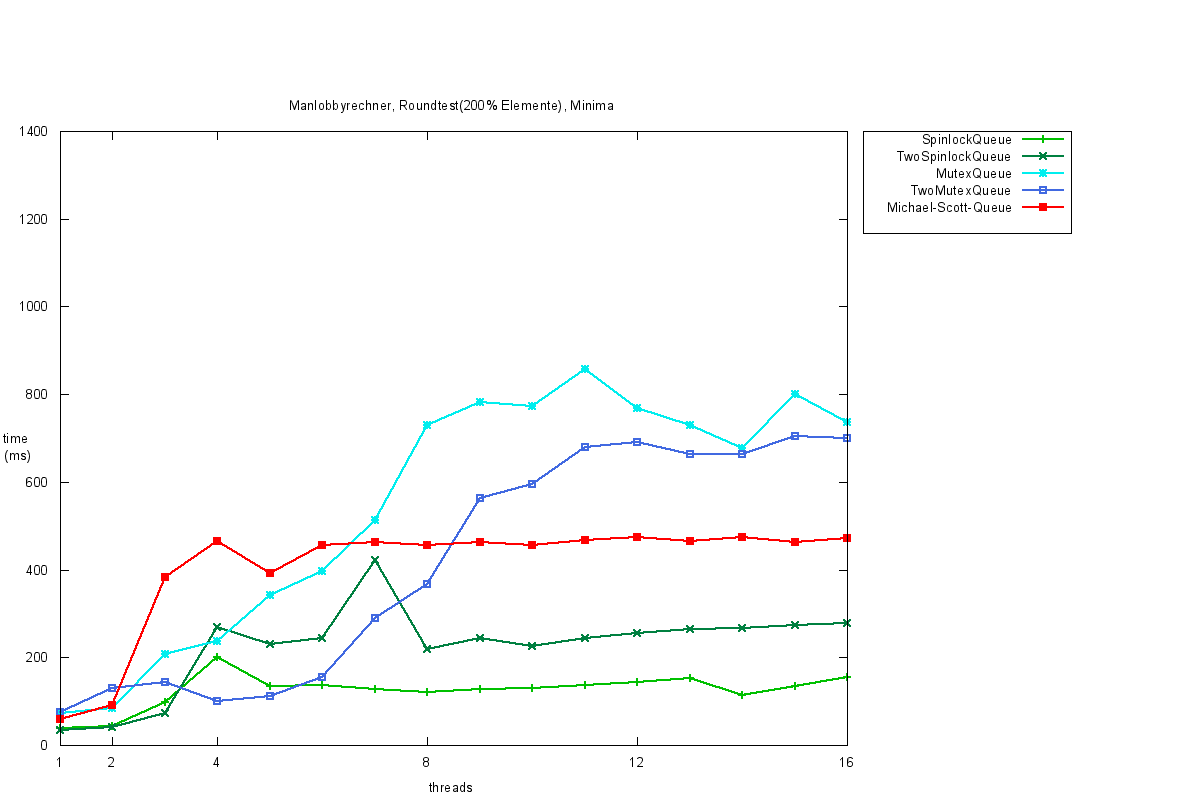 Manlobbyrechner, Roundtest(200% Elemente), Minima
1400
1200
1000
800
600
400
200
0
time
(ms)
1 2 4 8 12 16
threads
SpinlockQueue
TwoSpinlockQueue
MutexQueue
TwoMutexQueue
Michael-Scott-Queue